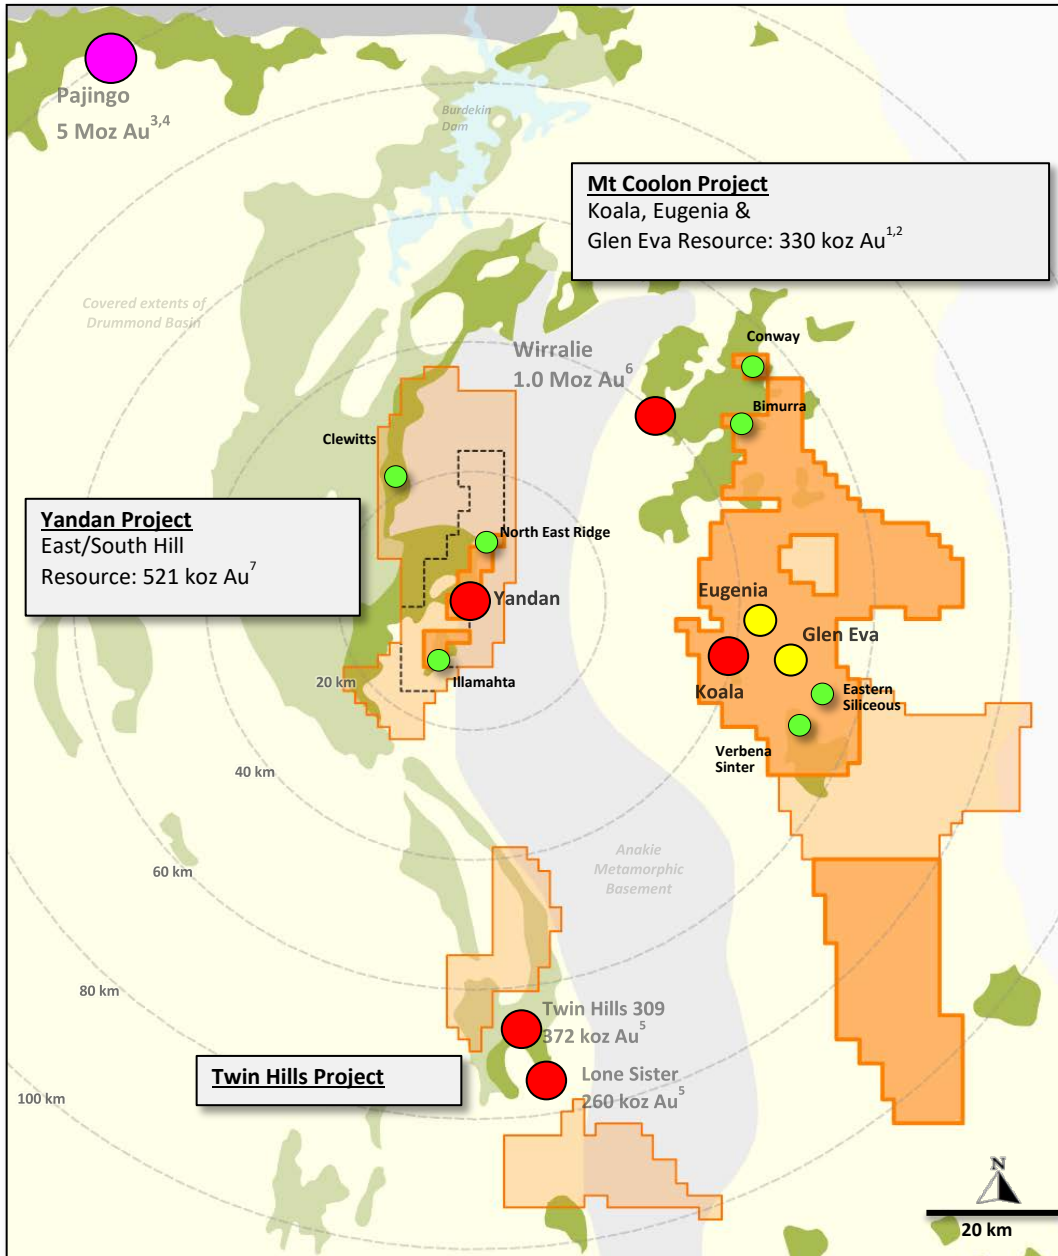 Pajingo
5 Moz Au3,4
Burdekin
Dam
Mt Coolon Project
Koala, Eugenia &
Glen Eva Resource: 330 koz Au1,2
Covered extents of
Drummond Basin
Wirralie
1.0 Moz Au6
Conway
Bimurra
Clewitts
Yandan Project
East/South Hill
Resource: 521 koz Au7
North East Ridge
Yandan
Eugenia
Glen Eva
Koala
Illamahta
20 km
Eastern
Siliceous
Verbena
Sinter
40 km
Anakie
Metamorphic
Basement
60 km
80 km
Twin Hills 309
372 koz Au5
Twin Hills Project
Lone Sister
260 koz Au5
100 km
N
20 km